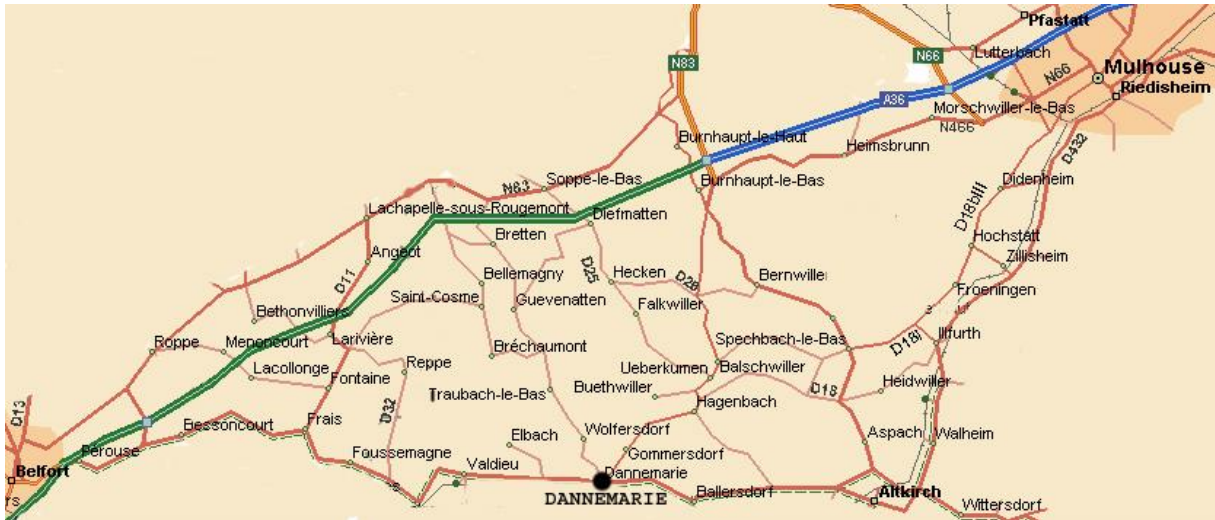 Pfastatt
N66
Lutterbach
N83
N66
Mulhouse
Riedisheim
A36
Morschwiller-le-Bas
N466
Burnhaupt-le-Haut
Heimsbrunn
D432
N83
Soppe-le-Bas
Burnhaupt-le-Bas
Didenheim
D18bIII
Lachapelle-sous-Rougemont
Diefmatten
Bretten
Hochstatt
Angeot
Zillisheim
D11
Bellemagny
D25
Hecken
D26
Bernwiller
Saint-Cosme
Guevenatten
Froeningen
Bethonvilliers
Falkwiller
Larivière
Spechbach-le-Bas
D18I
Illfurth
Roppe
Menoncourt
Bréchaumont
Reppe
Ueberkumen
Balschwiller
Lacollonge
Fontaine
Traubach-le-Bas
Buethwiller
D18
Heidwiller
D32
Hagenbach
D13
Bessoncourt
Frais
Elbach
Wolfersdorf
Aspach
Walheim
Perouse
Foussemagne
Gommersdorf
Belfort
Valdieu
Dannemarie
DANNEMARIE
Ballersdorf
Altkirch
Wittersdorf